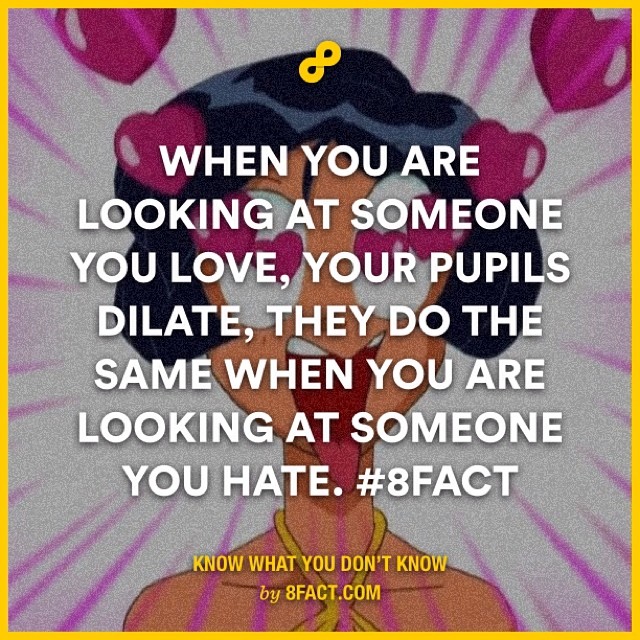 WHEN YOU ARE
LOOKING AT SOMEONE
YOU LOVE, YOUR PUPILS
DILATE, THEY DO THE
SAME WHEN YOU ARE
LOOKING AT SOMEONE
YOU HATE. #8FACT
KNOW WHAT YOU DON'T KNOW
by 8FACT.COM